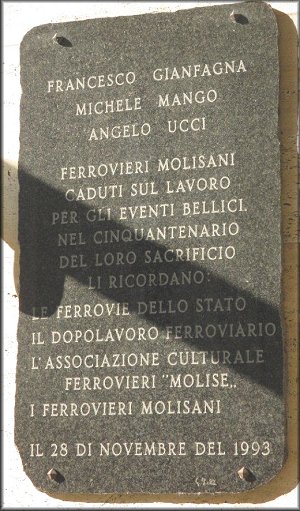 FRANCESCO GIANFAGNA
MICHELE MANGO
ANGELO UCCI
FERROVIERI MOLISANI
CADUTI SUL LAVORO
PER GLI EVENTI BELLICI.
NEL CINQUANTENARIO
DEL LORO SACRIFICIO
LI RICORDANO:
LE FERROVIE DELLO STATO
IL DOPOLAVORO FERROVIARIO
L'ASSOCIAZIONE CULTURALE
FERROVIERI "MOLISE„
I FERROVIERI MOLISANI
IL 28 DI NOVEMBRE DEL 1993